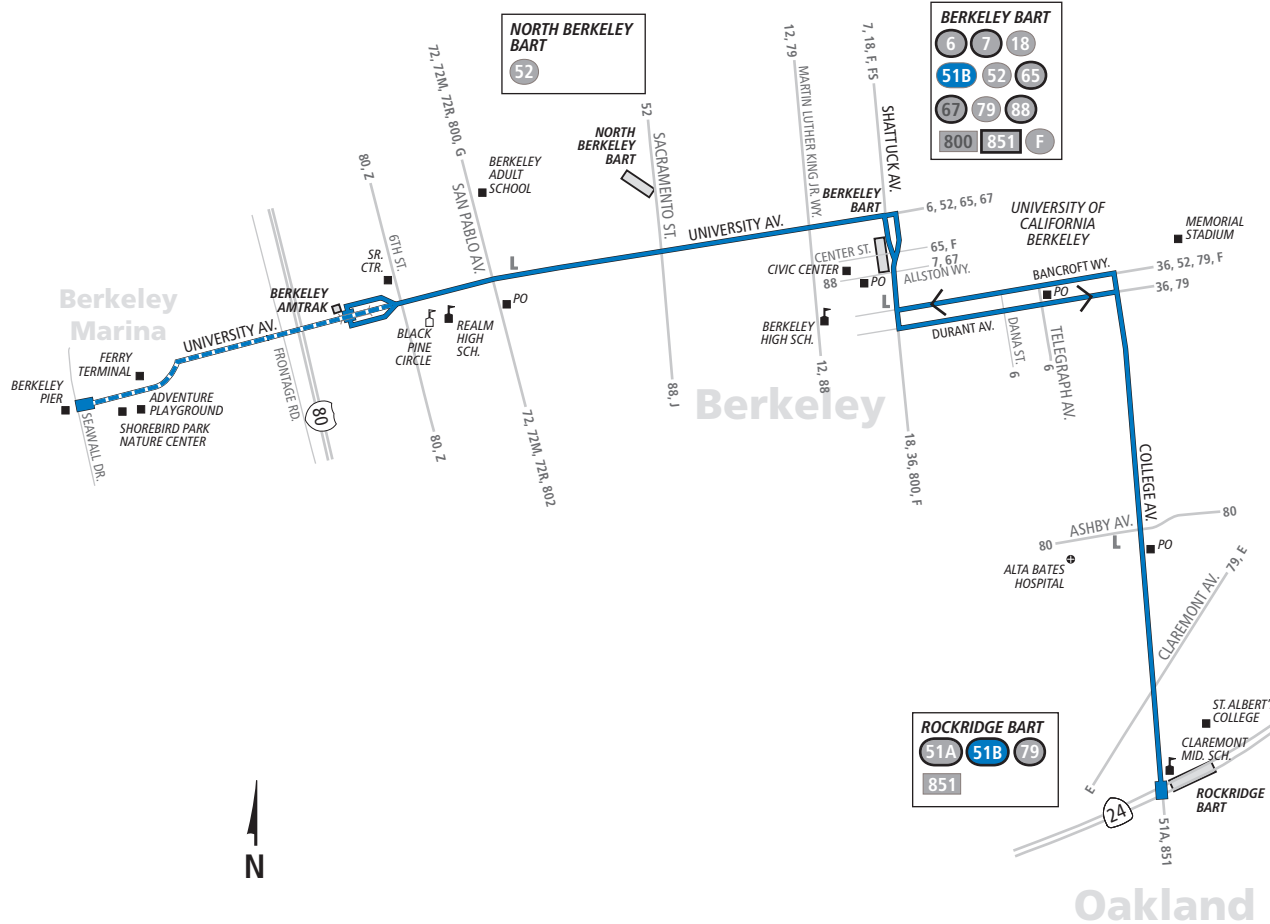 NORTH BERKELEY
BART
52
BERKELEY BART
6 7 18
51B 52 65
67 79 88
800 851 F
12, 79
7, 18, F, FS
72, 72M, 72R, 800, G
52
MARTIN LUTHER KING JR. WY.
SHATTUCK AV.
80, Z
BERKELEY
ADULT
SCHOOL
NORTH
BERKELEY
BART
SACRAMENTO ST.
SAN PABLO AV.
BERKELEY
BART
6, 52, 65, 67
UNIVERSITY OF
CALIFORNIA
BERKELEY
MEMORIAL
STADIUM
UNIVERSITY AV.
6TH ST.
SR.
CTR.
L
CENTER ST.
65, F
7, 67
CIVIC CENTER
88
PO
ALLSTON WY.
BANCROFT WY.
36, 52, 79, F
36, 79
PO
BERKELEY
AMTRAK
Berkeley
Marina
UNIVERSITY AV.
PO
BLACK
PINE
CIRCLE
REALM
HIGH
SCH.
L
BERKELEY
HIGH SCH.
DURANT AV.
DANA ST.
6
TELEGRAPH AV.
6
FERRY
TERMINAL
FRONTAGE RD.
80
BERKELEY
PIER
ADVENTURE
PLAYGROUND
SHOREBIRD PARK
NATURE CENTER
SEAWALL DR.
12, 88
88, J
Berkeley
80, Z
72, 72M, 72R, 802
18, 36, 800, F
COLLEGE AV.
ASHBY AV.
80
80
L
PO
ALTA BATES
HOSPITAL
79, E
CLAREMONT AV.
ROCKRIDGE BART
51A 51B 79
851
ST. ALBERT'
COLLEGE
CLAREMONT
MID. SCH.
E
24
ROCKRIDGE
BART
51A, 851
N
Oakland